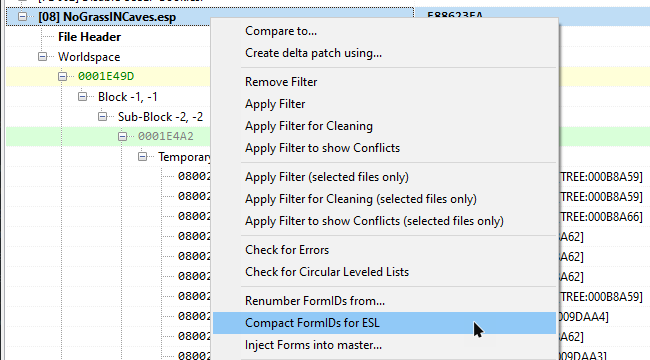 [08] NoGrassINCaves.esp
E88623EA
File Header
Worldspace
0001E49D
Block -1, -1
Sub-Block -2, -2
0001E4A2
Temporary
Compare to...
Create delta patch using...
Remove Filter
Apply Filter
Apply Filter for Cleaning
Apply Filter to show Conflicts
Apply Filter (selected files only)
Apply Filter for Cleaning (selected files only)
Apply Filter to show Conflicts (selected files only)
Check for Errors
Check for Circular Leveled Lists
Renumber FormIDs from...
Compact FormIDs for ESL
Inject Forms into master...
08002
TREE:000B8A59]
08002
TREE:000B8A59]
08002
TREE:000B8A66]
08002
A62]
08002
A62]
08002
A62]
08002
TREE:000B8A59]
08002
009DAA4]
08002
A62]
08002